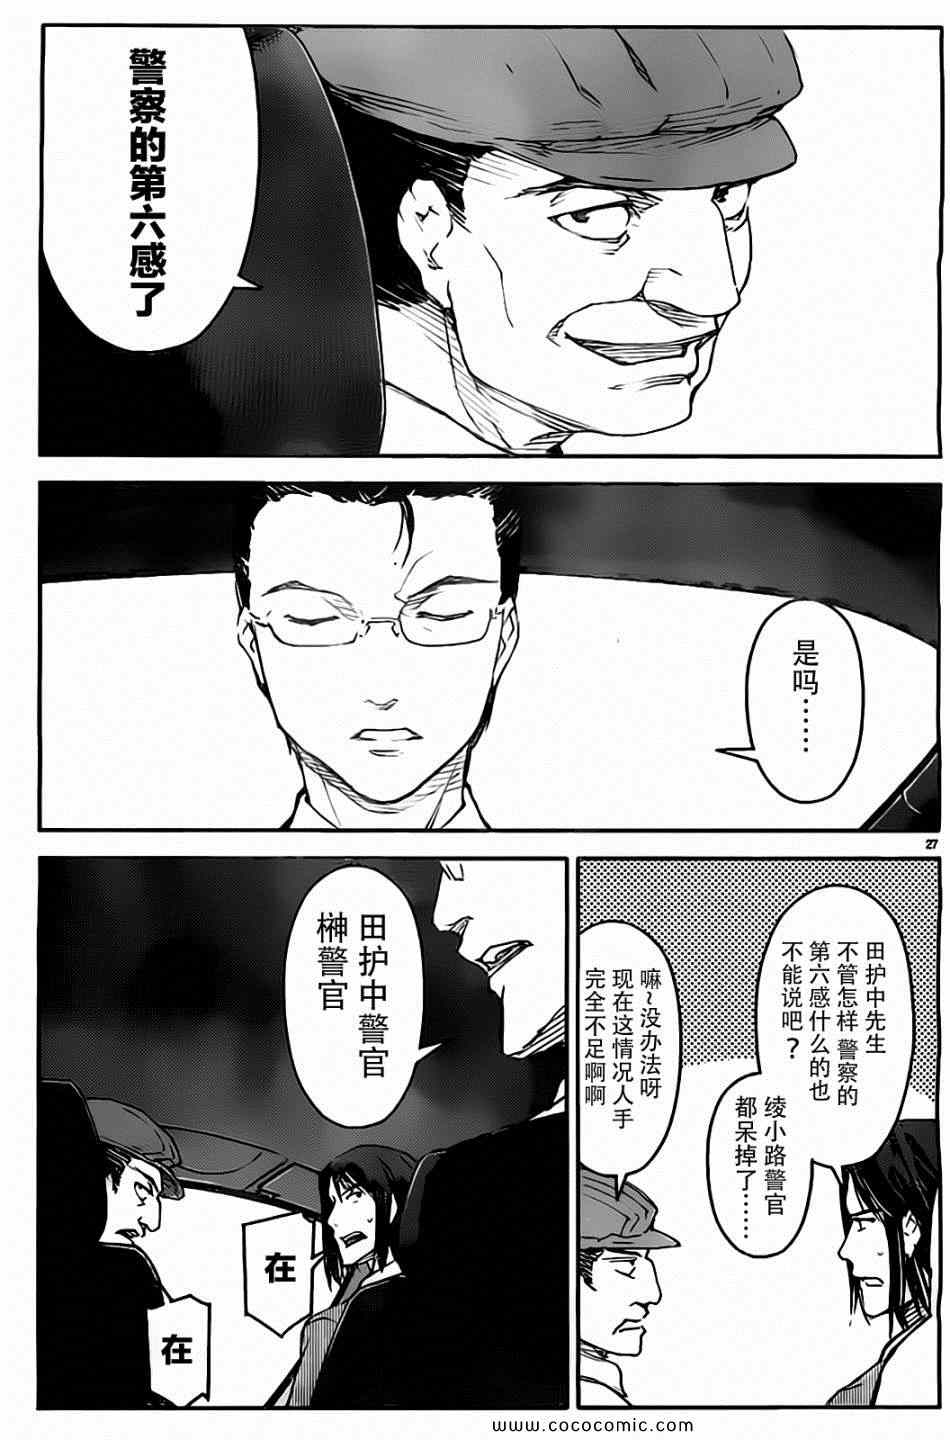 警察的第六感了
是吗……
27
田护中先生
不管怎样 警察的
第六感什么的也
不能说吧？
绫小路警官
都呆掉了……
嘛~没办法呀
现在这情况人手
完全不足啊啊
田护中警官
榊警官
在
在
www.cococomic.com